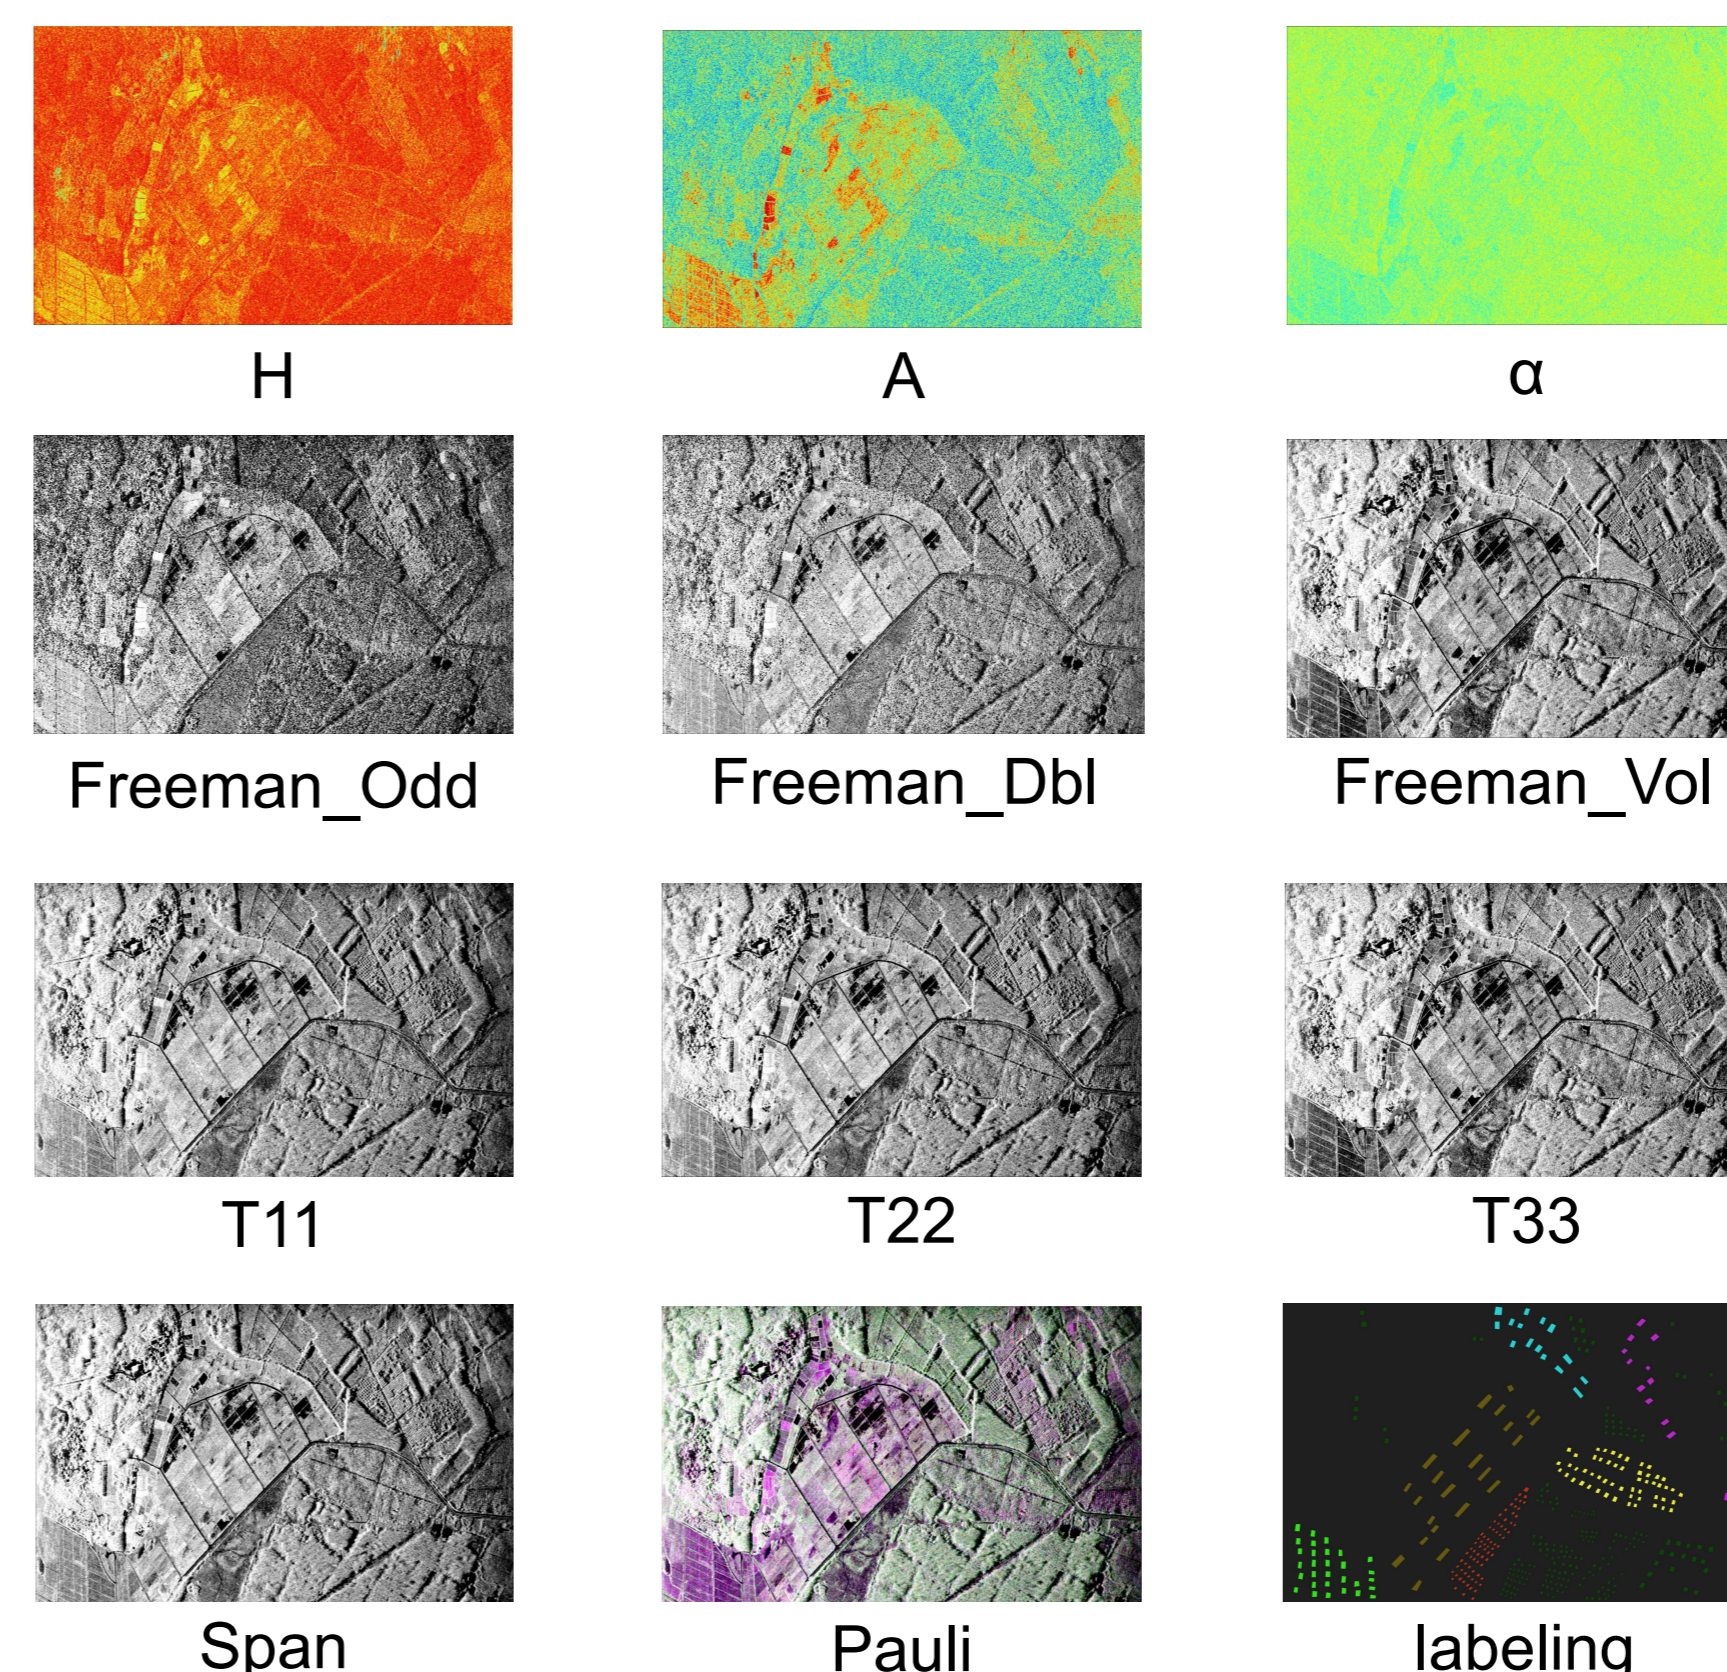 H
A
α
Freeman_Odd
Freeman_Dbl
Freeman_Vol
T11
T22
T33
Span
Pauli
labeling